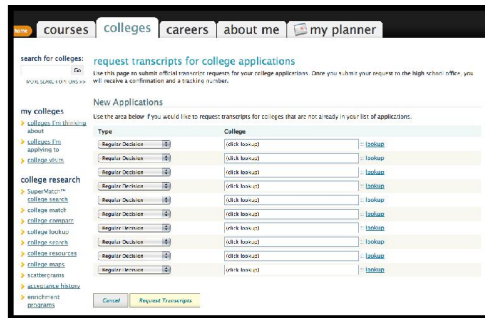 home courses colleges careers about me my planner
search for colleges:
Go
request transcripts for college applications
Use this page to submit official transcript requests for your college applications. Once you submit your request to the high school office, you
will receive a confirmation and a tracking number.
New Applications
Use the area below if you would like to request transcripts for colleges that are not already in your list of applications.
Type College
Regular Decision (click lookup) :: lookup
Regular Decision (click lookup) :: lookup
Regular Decision (click lookup) :: lookup
Regular Decision (click lookup) :: lookup
Regular Decision (click lookup) :: lookup
Regular Decision (click lookup) :: lookup
Regular Decision (click lookup) :: lookup
Regular Decision (click lookup) :: lookup
Regular Decision (click lookup) :: lookup
Regular Decision (click lookup) :: lookup
Cancel Request Transcripts
my colleges
colleges I'm thinking
about
colleges I'm
applying to
college visits
college research
SuperMatch™
college search
college match
college compare
college lookup
college search
college resources
college maps
scattergrams
acceptance history
enrichment
programs